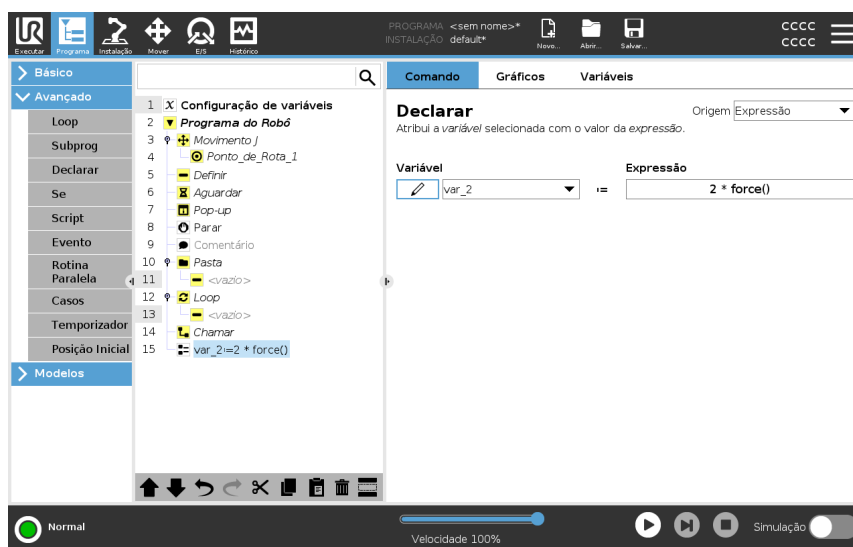 UR
Executar
Programa
Instalação
Mover
E/S
Histórico
PROGRAMA <sem nome>*
INSTALAÇÃO default*
Novo...
Abrir...
Salvar...
cccc
cccc
Básico
Avançado
Loop
Subprog
Declarar
Se
Script
Evento
Rotina
Paralela
Casos
Temporizador
Posição Inicial
Modelos
1 X Configuração de variáveis
2 Programa do Robô
3 Movimento J
4 Ponto_de_Rota_1
5 Definir
6 Aguardar
7 Pop-up
8 Parar
9 Comentário
10 Pasta
11 <vazio>
12 Loop
13 <vazio>
14 Chamar
15 var_2:=2 * force()
Comando Gráficos Variáveis
Declarar
Origem Expressão
Atribui a variável selecionada com o valor da expressão.
Variável Expressão
var_2 := 2 * force()
Normal
Velocidade 100%
Simulação